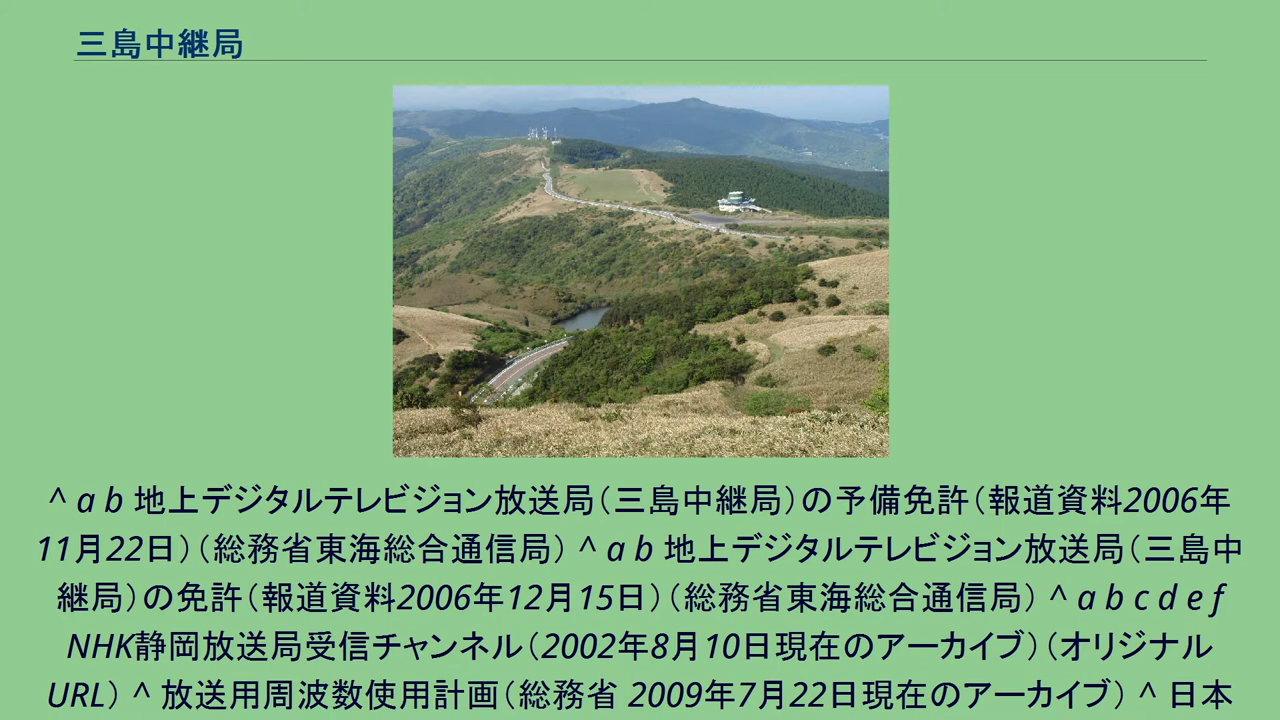 三島中継局
^ a b 地上デジタルテレビジョン放送局（三島中継局）の予備免許（報道資料2006年
11月22日）（総務省東海総合通信局） ^ a b 地上デジタルテレビジョン放送局（三島中
継局）の免許（報道資料2006年12月15日）（総務省東海総合通信局） ^ a b c d e f
NHK静岡放送局受信チャンネル（2002年8月10日現在のアーカイブ）（オリジナル
URL） ^ 放送用周波数使用計画（総務省 2009年7月22日現在のアーカイブ） ^ 日本